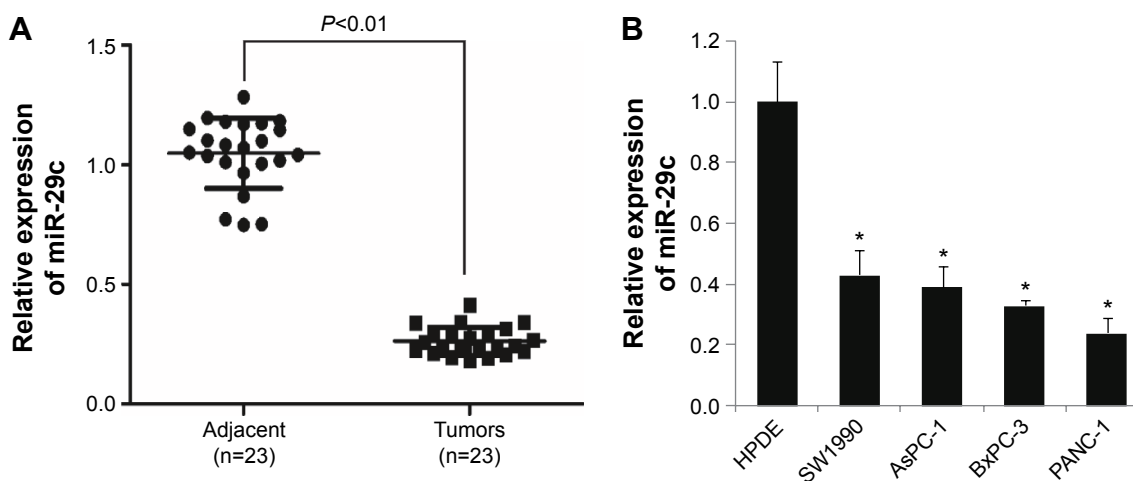 A
P<0.01
Relative expression
of miR-29c
1.5
1.0
0.5
0.0
Adjacent
(n=23)
Tumors
(n=23)
B
Relative expression
of miR-29c
1.2
1.0
0.8
0.6
0.4
0.2
0.0
*
*
*
*
HPDE
SW1990
AsPC-1
BxPC-3
PANC-1